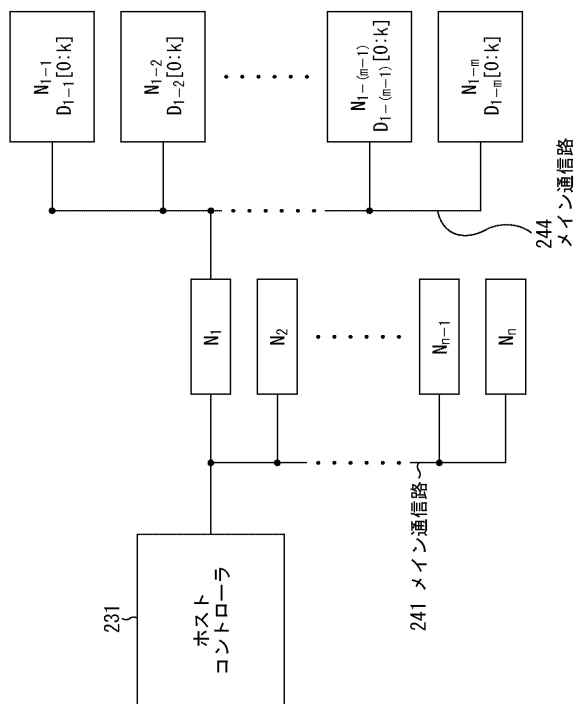 231
ホスト
コントローラ
241 メイン通信路
N₁
N₂
Nₙ₋₁
Nₙ
244
メイン通信路
N₁₋₁
D₁₋₁[0:k]
N₁₋₂
D₁₋₂[0:k]
N₁₋₍ₘ₋₁₎
D₁₋₍ₘ₋₁₎[0:k]
N₁₋ₘ
D₁₋ₘ[0:k]